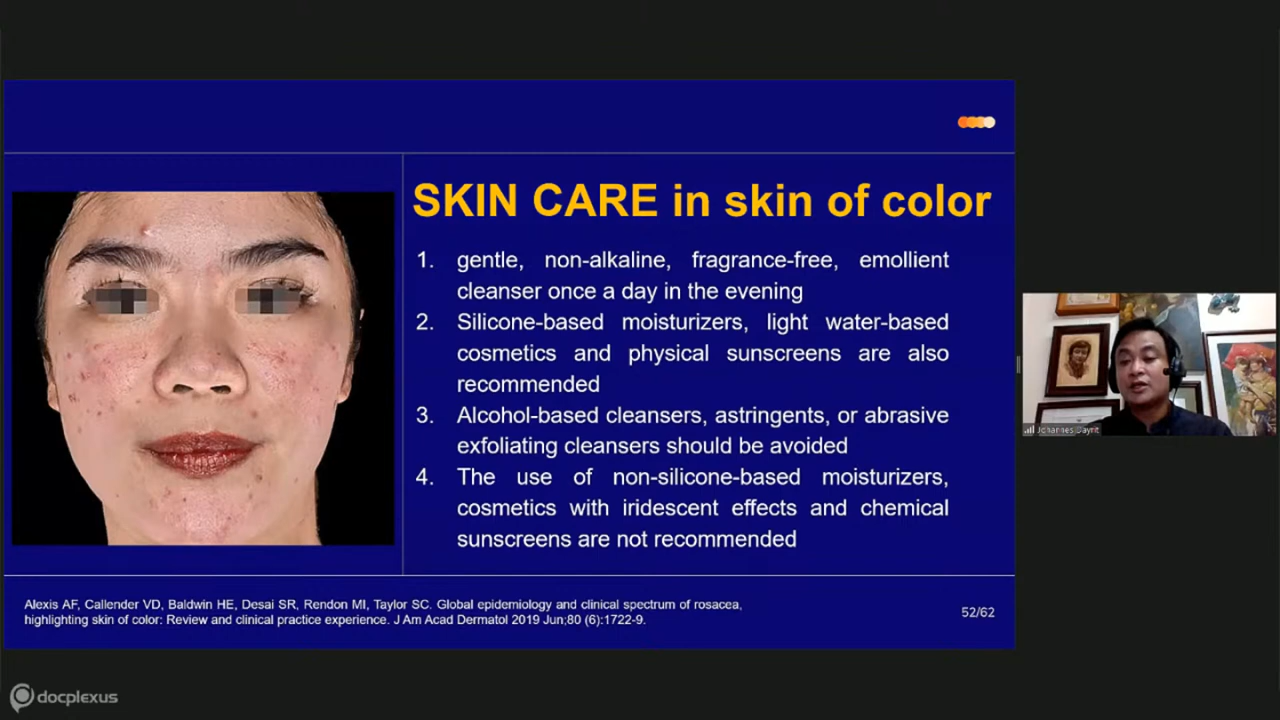 SKIN CARE in skin of color
1. gentle, non-alkaline, fragrance-free, emollient
cleanser once a day in the evening
2. Silicone-based moisturizers, light water-based
cosmetics and physical sunscreens are also
recommended
3. Alcohol-based cleansers, astringents, or abrasive
exfoliating cleansers should be avoided
4. The use of non-silicone-based moisturizers,
cosmetics with iridescent effects and chemical
sunscreens are not recommended
Johannes Dayrit
Alexis AF, Callender VD, Baldwin HE, Desai SR, Rendon MI, Taylor SC. Global epidemiology and clinical spectrum of rosacea,
highlighting skin of color: Review and clinical practice experience. J Am Acad Dermatol 2019 Jun;80 (6):1722-9.
52/62
docplexus